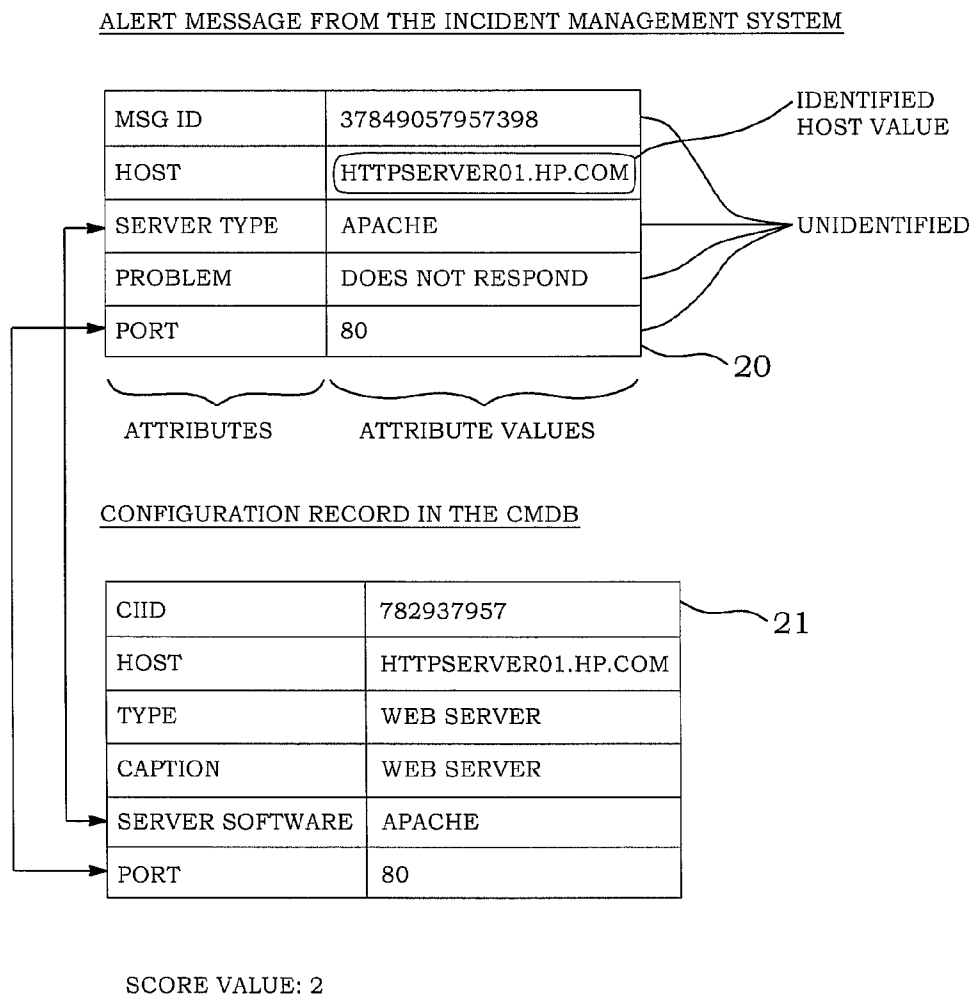 ALERT MESSAGE FROM THE INCIDENT MANAGEMENT SYSTEM
MSG ID 37849057957398
IDENTIFIED
HOST VALUE
HOST HTTPSERVER01.HP.COM
SERVER TYPE APACHE
UNIDENTIFIED
PROBLEM DOES NOT RESPOND
PORT 80
20
ATTRIBUTES ATTRIBUTE VALUES
CONFIGURATION RECORD IN THE CMDB
CIID 782937957
21
HOST HTTPSERVER01.HP.COM
TYPE WEB SERVER
CAPTION WEB SERVER
SERVER SOFTWARE APACHE
PORT 80
SCORE VALUE: 2